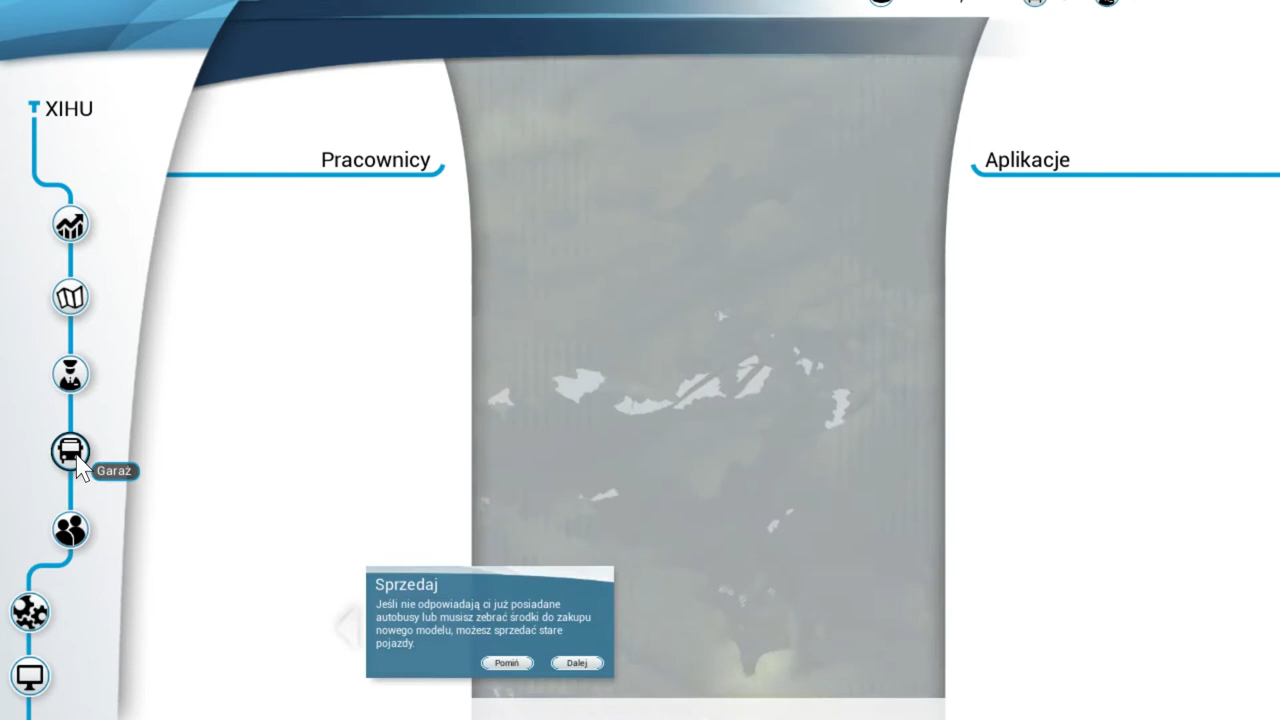 XIHU
Pracownicy
Aplikacje
Garaż
Sprzedaj
Jeśli nie odpowiadają ci już posiadane
autobusy lub musisz zebrać środki do zakupu
nowego modelu, możesz sprzedać stare
pojazdy.
Pomiń
Dalej